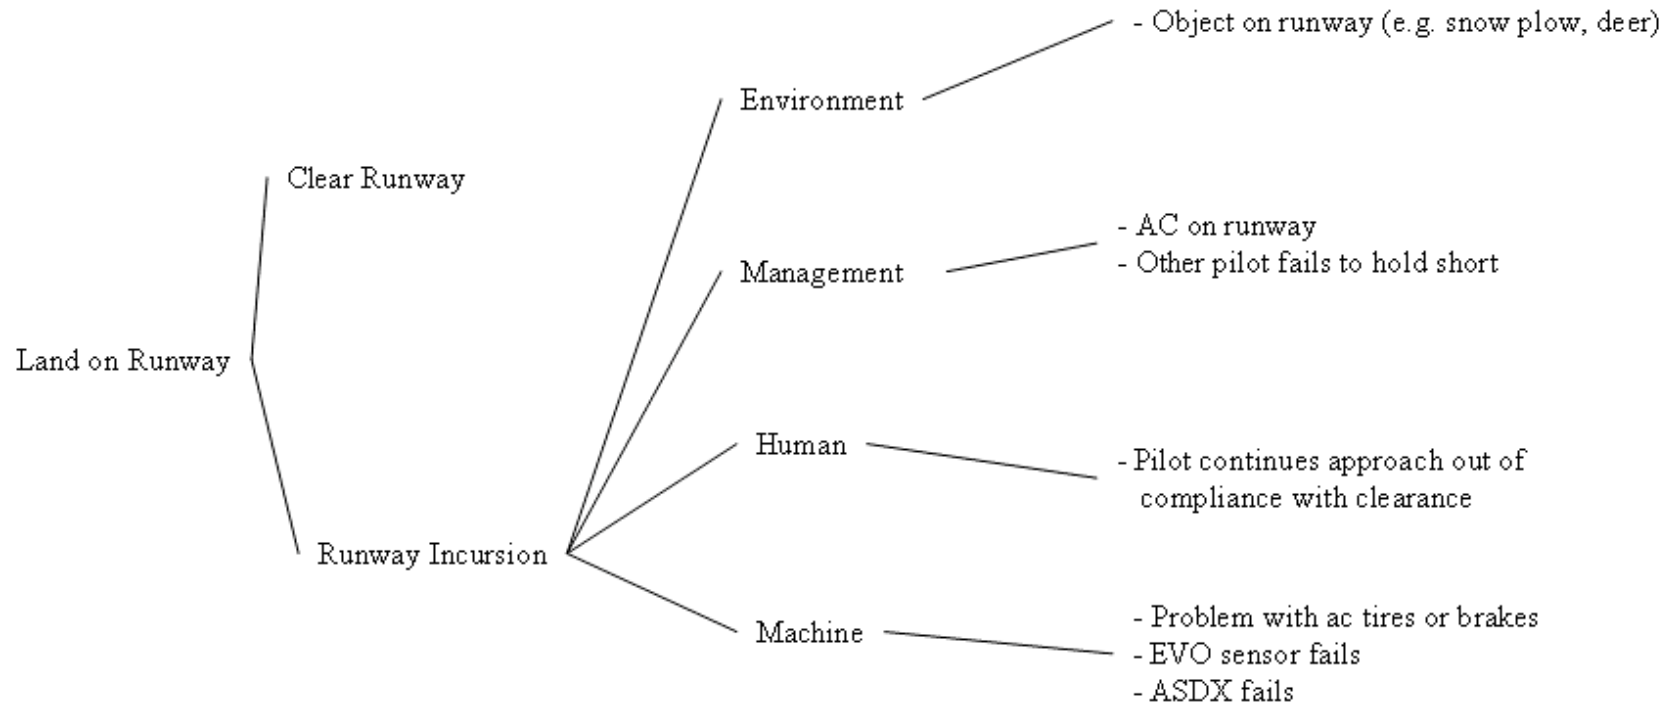 - Object on runway (e.g. snow plow, deer)
Environment
Clear Runway
- AC on runway
Management
- Other pilot fails to hold short
Land on Runway
Human
- Pilot continues approach out of
compliance with clearance
Runway Incursion
Machine
- Problem with ac tires or brakes
- EVO sensor fails
- ASDX fails